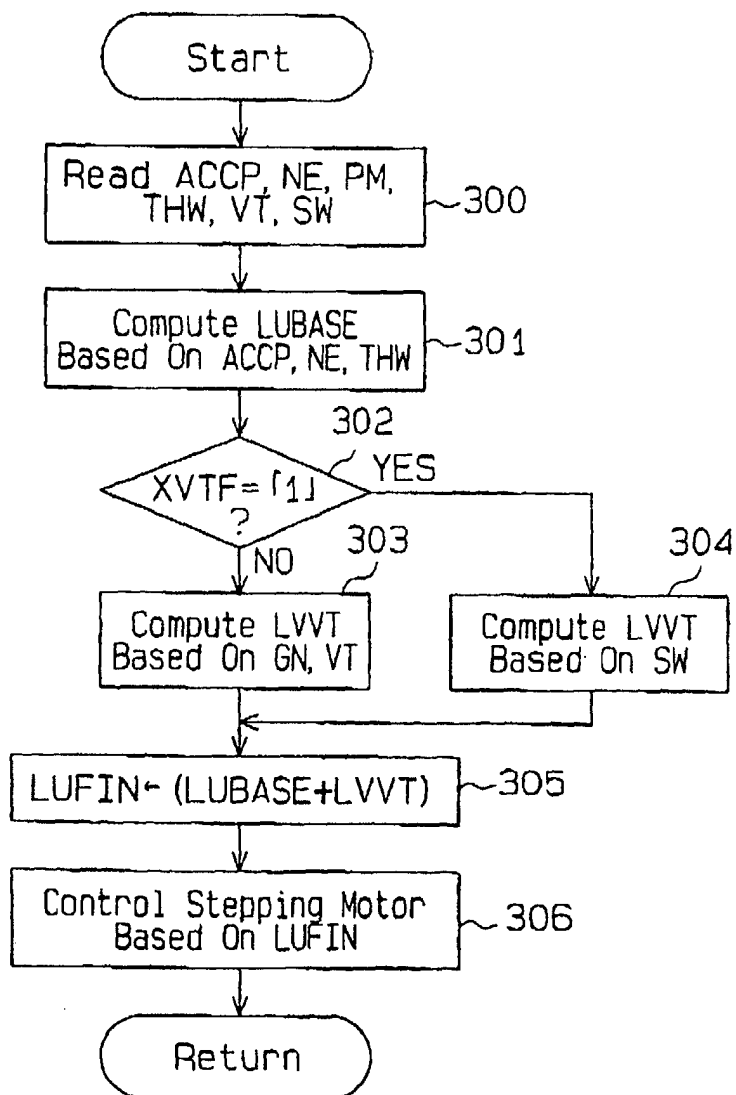 Start
Read ACCP, NE, PM,
THW, VT, SW
300
Compute LUBASE
Based On ACCP, NE, THW
301
302
XVTF=「1」
?
YES
NO
303
Compute LVVT
Based On GN, VT
304
Compute LVVT
Based On SW
LUFIN← (LUBASE+LVVT)
305
Control Stepping Motor
Based On LUFIN
306
Return